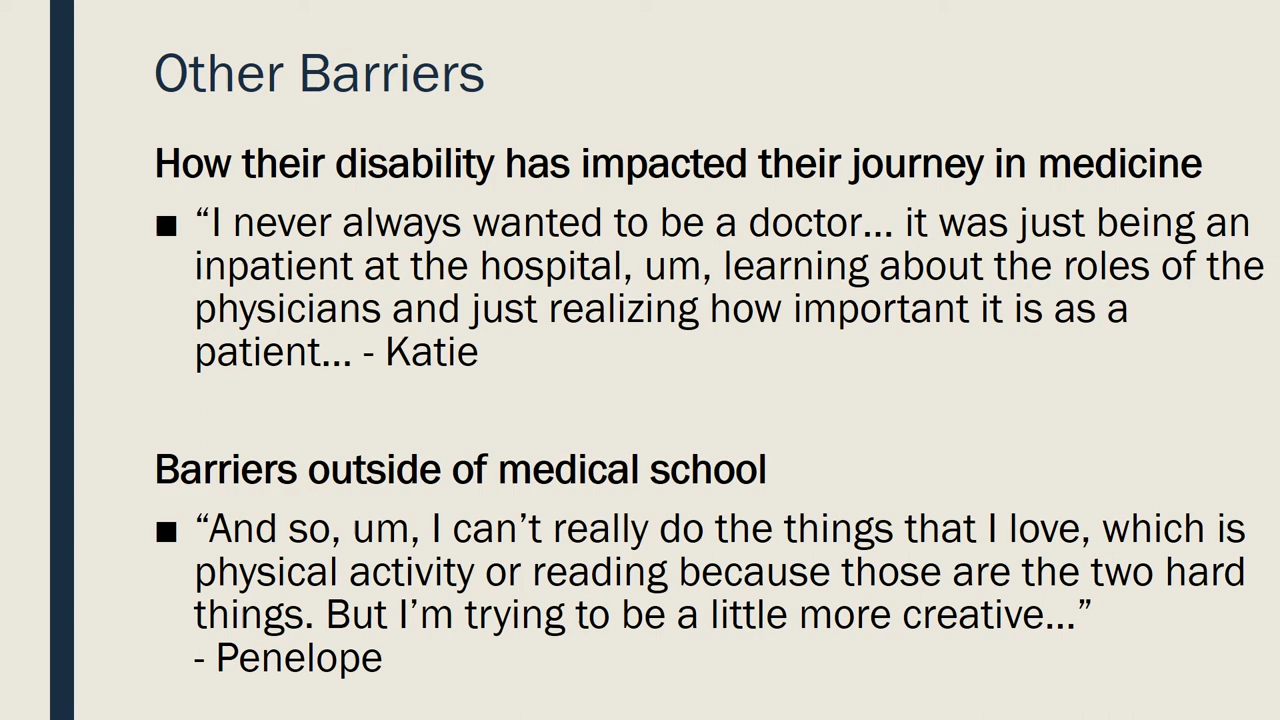 Other Barriers
How their disability has impacted their journey in medicine
■ “I never always wanted to be a doctor... it was just being an
inpatient at the hospital, um, learning about the roles of the
physicians and just realizing how important it is as a
patient... - Katie
Barriers outside of medical school
■ “And so, um, I can’t really do the things that I love, which is
physical activity or reading because those are the two hard
things. But I’m trying to be a little more creative...”
- Penelope